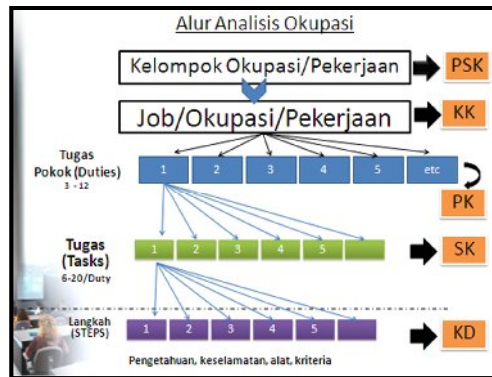 Alur Analisis Okupasi
Kelompok Okupasi/Pekerjaan
PSK
Job/Okupasi/Pekerjaan
KK
Tugas
Pokok (Duties)
3 - 12
1 2 3 4 5 etc
PK
Tugas
(Tasks)
6-20/Duty
1 2 3 4 5
SK
Langkah
(STEPS)
1 2 3 4 5
KD
Pengetahuan, keselamatan, alat, kriteria